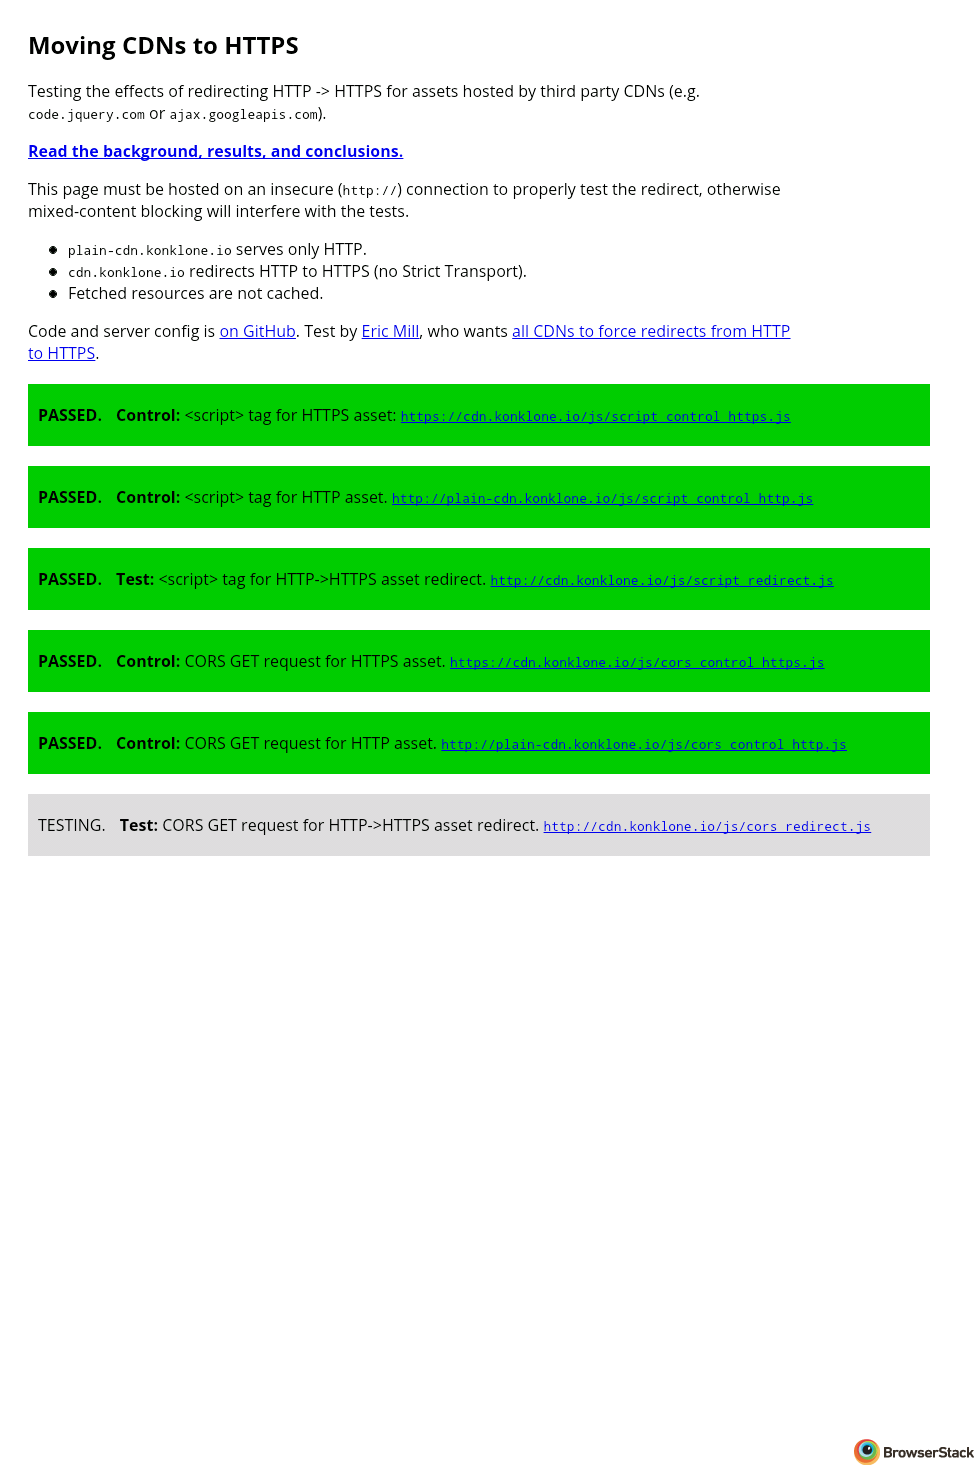 Moving CDNs to HTTPS
Testing the effects of redirecting HTTP -> HTTPS for assets hosted by third party CDNs (e.g.
code.jquery.com or ajax.googleapis.com).
Read the background, results, and conclusions.
This page must be hosted on an insecure (http://) connection to properly test the redirect, otherwise
mixed-content blocking will interfere with the tests.
plain-cdn.konklone.io serves only HTTP.
cdn.konklone.io redirects HTTP to HTTPS (no Strict Transport).
Fetched resources are not cached.
Code and server config is on GitHub. Test by Eric Mill, who wants all CDNs to force redirects from HTTP
to HTTPS.
PASSED. Control: <script> tag for HTTPS asset: https://cdn.konklone.io/js/script_control_https.js
PASSED. Control: <script> tag for HTTP asset. http://plain-cdn.konklone.io/js/script_control_http.js
PASSED. Test: <script> tag for HTTP->HTTPS asset redirect. http://cdn.konklone.io/js/script_redirect.js
PASSED. Control: CORS GET request for HTTPS asset. https://cdn.konklone.io/js/cors_control_https.js
PASSED. Control: CORS GET request for HTTP asset. http://plain-cdn.konklone.io/js/cors_control_http.js
TESTING. Test: CORS GET request for HTTP->HTTPS asset redirect. http://cdn.konklone.io/js/cors_redirect.js
BrowserStack